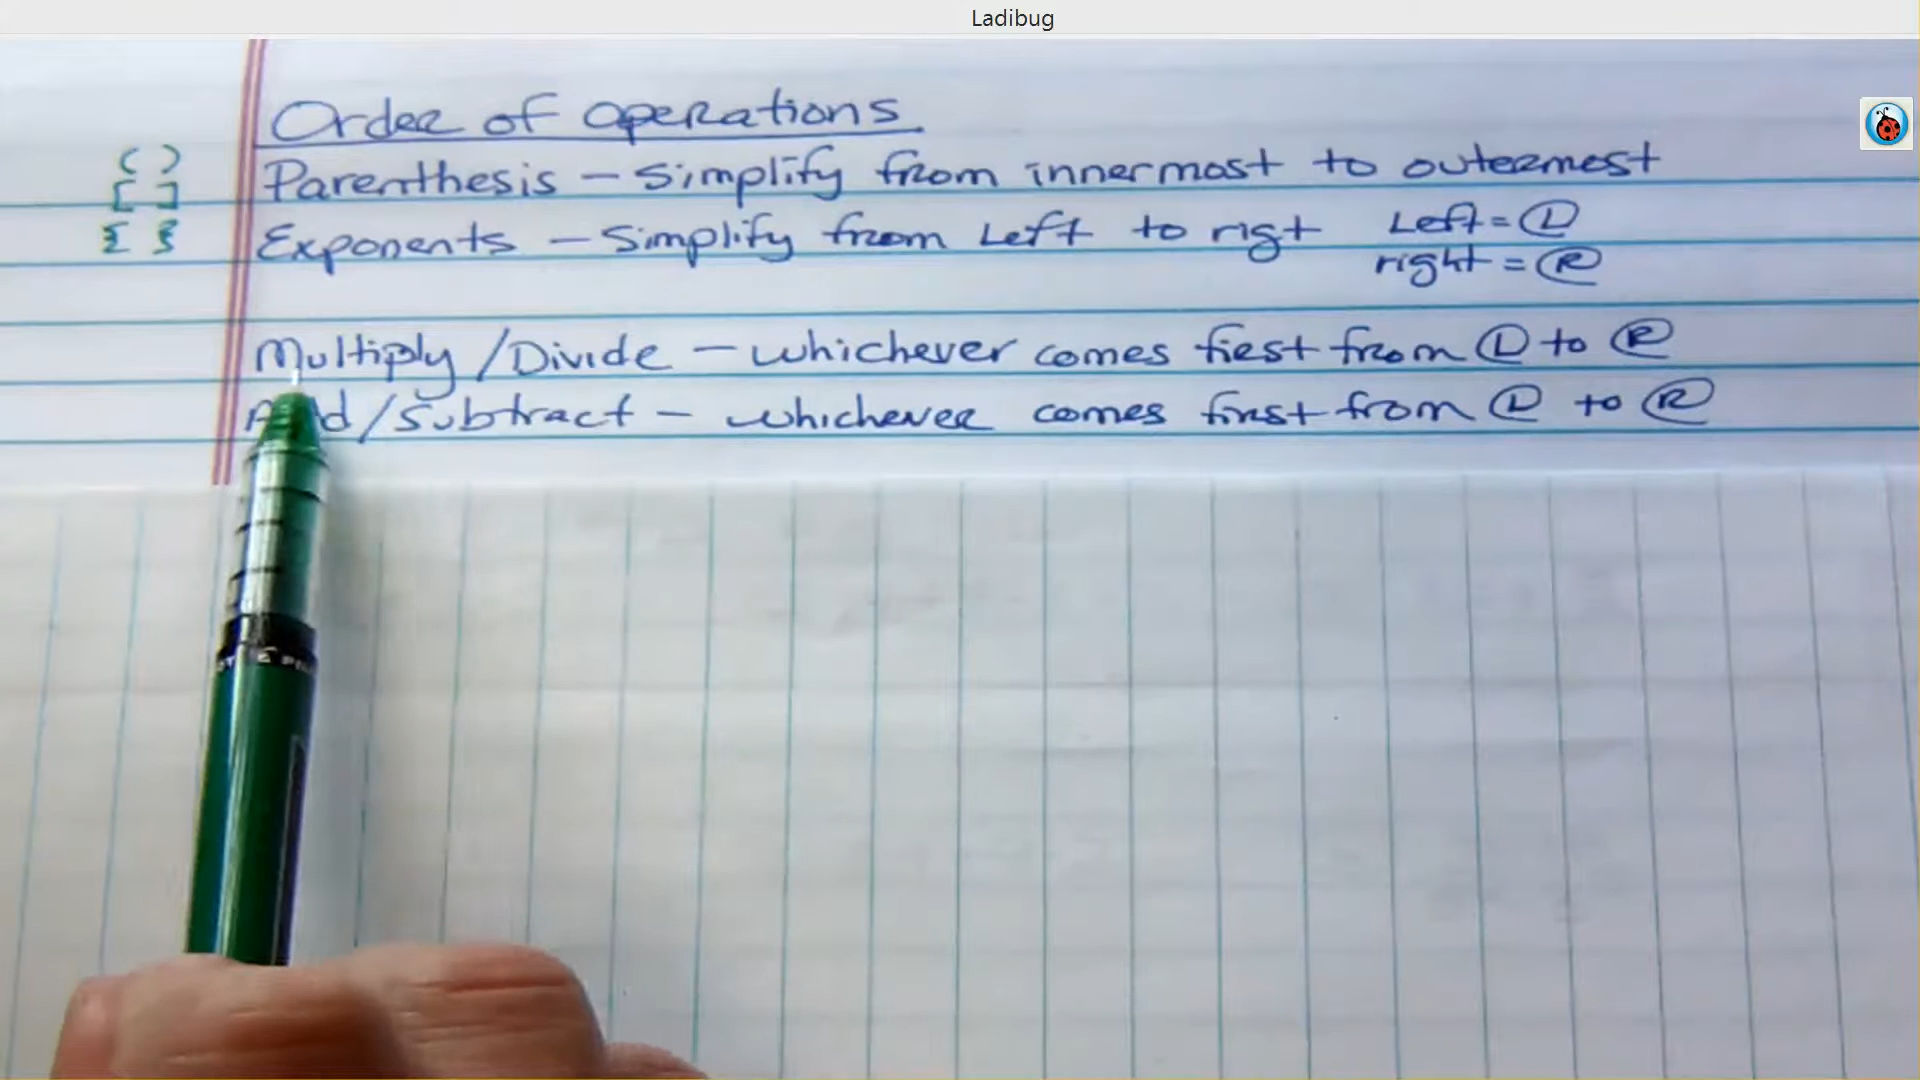 Ladibug
Order of operations
( ) Parenthesis – Simplify from innermost to outermost
[ ]
{ } Exponents – Simplify from Left to rigt Left = Ⓛ
right = Ⓡ
Multiply / Divide – whichever comes first from Ⓛ to Ⓡ
Add / Subtract – whichever comes first from Ⓛ to Ⓡ